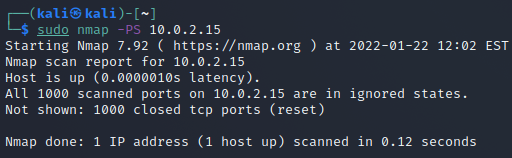 ┌──(kali㉿kali)-[~]
└─$ sudo nmap -PS 10.0.2.15
Starting Nmap 7.92 ( https://nmap.org ) at 2022-01-22 12:02 EST
Nmap scan report for 10.0.2.15
Host is up (0.0000010s latency).
All 1000 scanned ports on 10.0.2.15 are in ignored states.
Not shown: 1000 closed tcp ports (reset)
Nmap done: 1 IP address (1 host up) scanned in 0.12 seconds